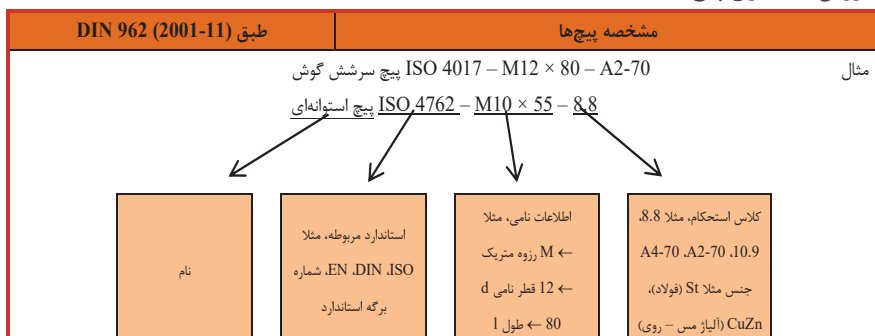 مشخصه پیچ‌ها
طبق DIN 962 (2001-11)
مثال
پیچ سرشش گوش ISO 4017 – M12 × 80 – A2-70
پیچ استوانه‌ای ISO 4762 – M10 × 55 – 8.8
نام
استاندارد مربوطه، مثلا
ISO، DIN، EN، شماره
برگه استاندارد
اطلاعات نامی، مثلا
← M رزوه متریک
← 12 قطر نامی d
80 → طول l
کلاس استحکام، مثلا 8.8،
10.9، A2-70، A4-70
جنس مثلا St (فولاد)،
CuZn (آلیاژ مس – روی)